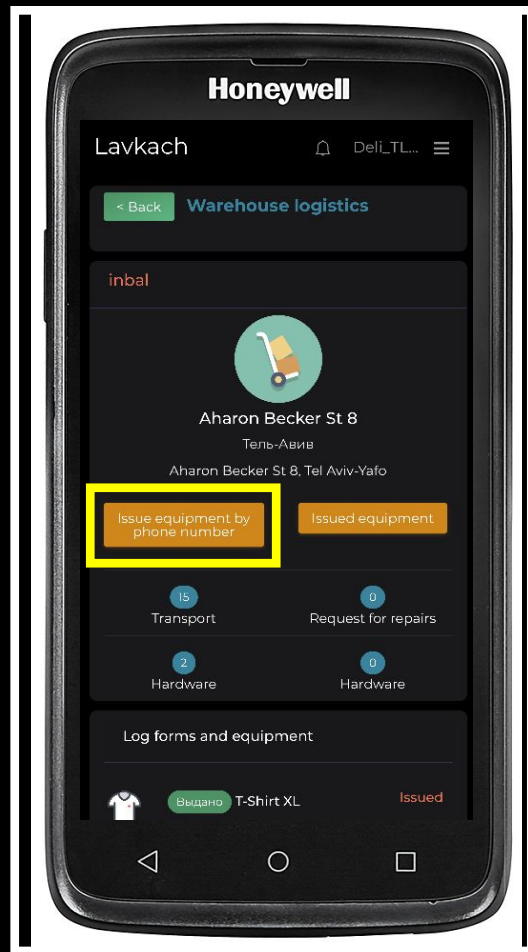 Honeywell
Lavkach
Deli_TL...
< Back
Warehouse logistics
inbal
Aharon Becker St 8
Тель-Авив
Aharon Becker St 8, Tel Aviv-Yafo
Issue equipment by
phone number
Issued equipment
15
Transport
0
Request for repairs
2
Hardware
0
Hardware
Log forms and equipment
Выдано
T-Shirt XL
Issued